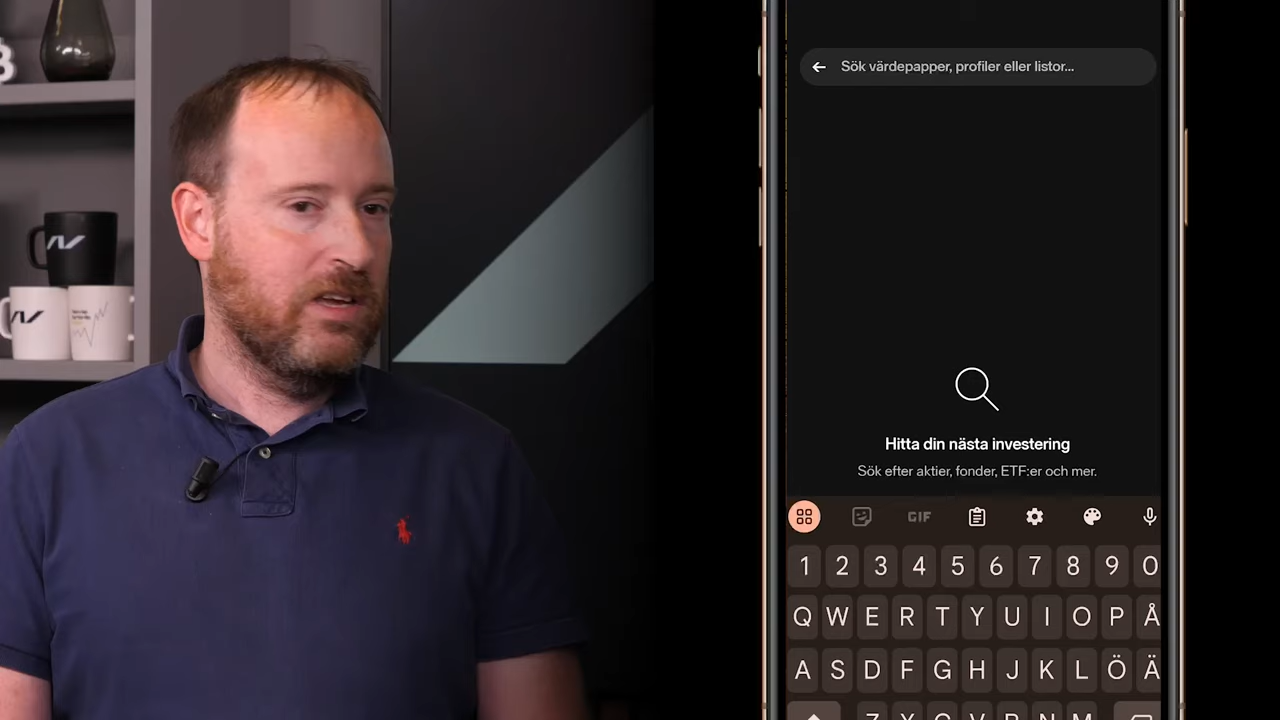 Sök värdepapper, profiler eller listor...
Hitta din nästa investering
Sök efter aktier, fonder, ETF:er och mer.
GIF
1 2 3 4 5 6 7 8 9 0
Q W E R T Y U I O P Å
A S D F G H J K L Ö Ä